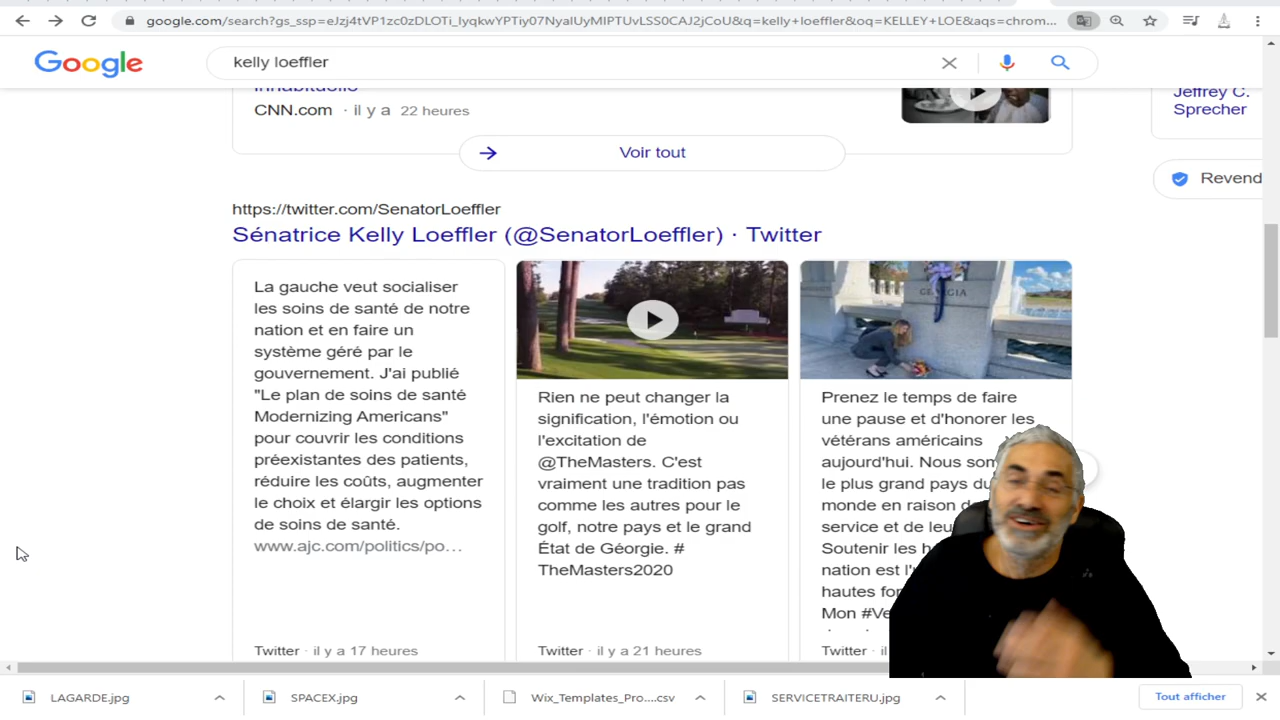 google.com/search?gs_ssp=eJzj4tVP1zc0zDLOTi_IyqkwYPTiy07NyalUyMlPTUvLSS0CAJ2jCoU&q=kelly+loeffler&oq=KELLEY+LOE&aqs=chrom...
Google
kelly loeffler
CNN.com · il y a 22 heures
Jeffrey C.
Sprecher
Voir tout
Revend
https://twitter.com/SenatorLoeffler
Sénatrice Kelly Loeffler (@SenatorLoeffler) · Twitter
La gauche veut socialiser
les soins de santé de notre
nation et en faire un
système géré par le
gouvernement. J'ai publié
"Le plan de soins de santé
Modernizing Americans"
pour couvrir les conditions
préexistantes des patients,
réduire les coûts, augmenter
le choix et élargir les options
de soins de santé.
www.ajc.com/politics/po...
Twitter · il y a 17 heures
Rien ne peut changer la
signification, l'émotion ou
l'excitation de
@TheMasters. C'est
vraiment une tradition pas
comme les autres pour le
golf, notre pays et le grand
État de Géorgie. #
TheMasters2020
Twitter · il y a 21 heures
GEORGIA
Prenez le temps de faire
une pause et d'honorer les
vétérans américains
aujourd'hui. Nous som
le plus grand pays du
monde en raison de
service et de leu
Soutenir les h
nation est l'
hautes for
Mon #Ve
Twitter · il
LAGARDE.jpg
SPACEX.jpg
Wix_Templates_Pro....csv
SERVICETRAITERU.jpg
Tout afficher